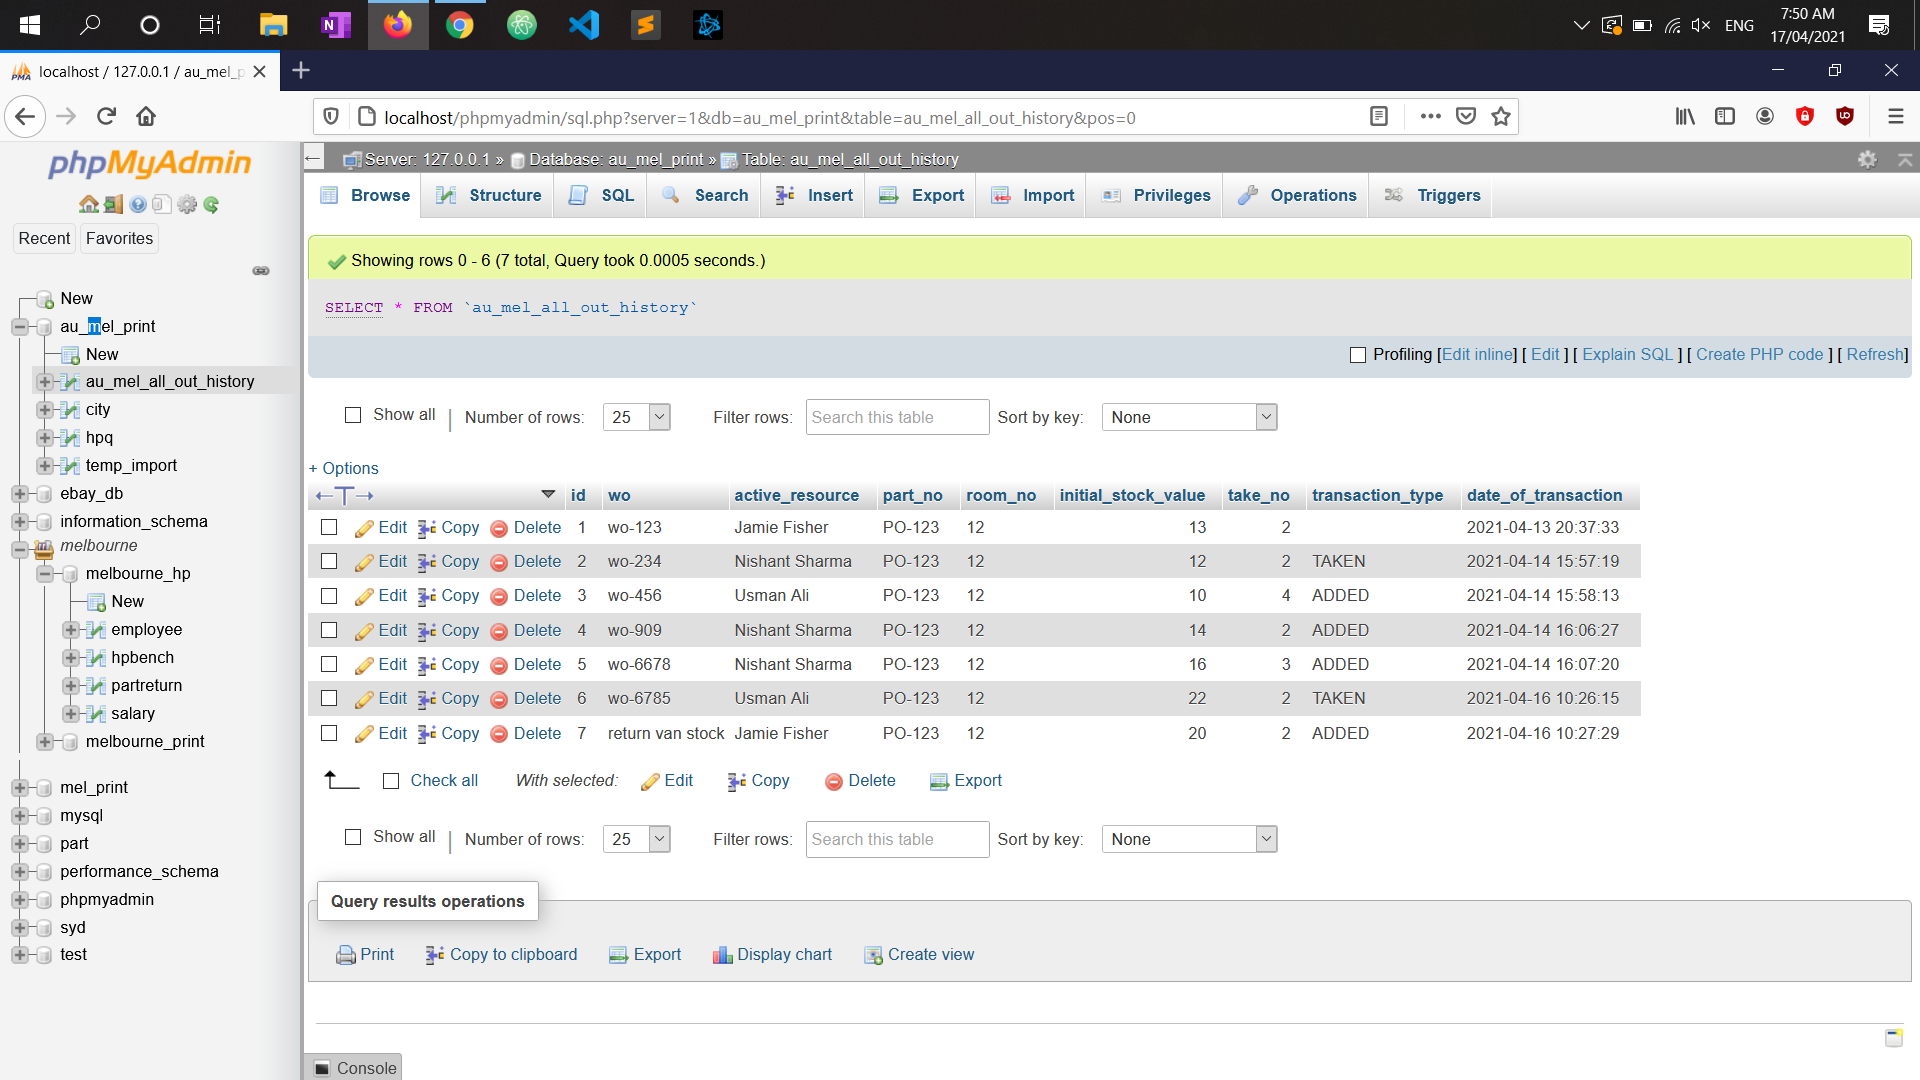 ENG
7:50 AM
17/04/2021
localhost / 127.0.0.1 / au_mel_p
localhost/phpmyadmin/sql.php?server=1&db=au_mel_print&table=au_mel_all_out_history&pos=0
phpMyAdmin
Recent Favorites
New
au_mel_print
New
au_mel_all_out_history
city
hpq
temp_import
ebay_db
information_schema
melbourne
melbourne_hp
New
employee
hpbench
partreturn
salary
melbourne_print
mel_print
mysql
part
performance_schema
phpmyadmin
syd
test
Server: 127.0.0.1 » Database: au_mel_print » Table: au_mel_all_out_history
Browse Structure SQL Search Insert Export Import Privileges Operations Triggers
Showing rows 0 - 6 (7 total, Query took 0.0005 seconds.)
SELECT * FROM `au_mel_all_out_history`
Profiling [Edit inline] [ Edit ] [ Explain SQL ] [ Create PHP code ] [ Refresh]
Show all | Number of rows: 25 Filter rows: Search this table Sort by key: None
+ Options
id wo active_resource part_no room_no initial_stock_value take_no transaction_type date_of_transaction
Edit Copy Delete 1 wo-123 Jamie Fisher PO-123 12 13 2 2021-04-13 20:37:33
Edit Copy Delete 2 wo-234 Nishant Sharma PO-123 12 12 2 TAKEN 2021-04-14 15:57:19
Edit Copy Delete 3 wo-456 Usman Ali PO-123 12 10 4 ADDED 2021-04-14 15:58:13
Edit Copy Delete 4 wo-909 Nishant Sharma PO-123 12 14 2 ADDED 2021-04-14 16:06:27
Edit Copy Delete 5 wo-6678 Nishant Sharma PO-123 12 16 3 ADDED 2021-04-14 16:07:20
Edit Copy Delete 6 wo-6785 Usman Ali PO-123 12 22 2 TAKEN 2021-04-16 10:26:15
Edit Copy Delete 7 return van stock Jamie Fisher PO-123 12 20 2 ADDED 2021-04-16 10:27:29
Check all With selected: Edit Copy Delete Export
Show all | Number of rows: 25 Filter rows: Search this table Sort by key: None
Query results operations
Print Copy to clipboard Export Display chart Create view
Console